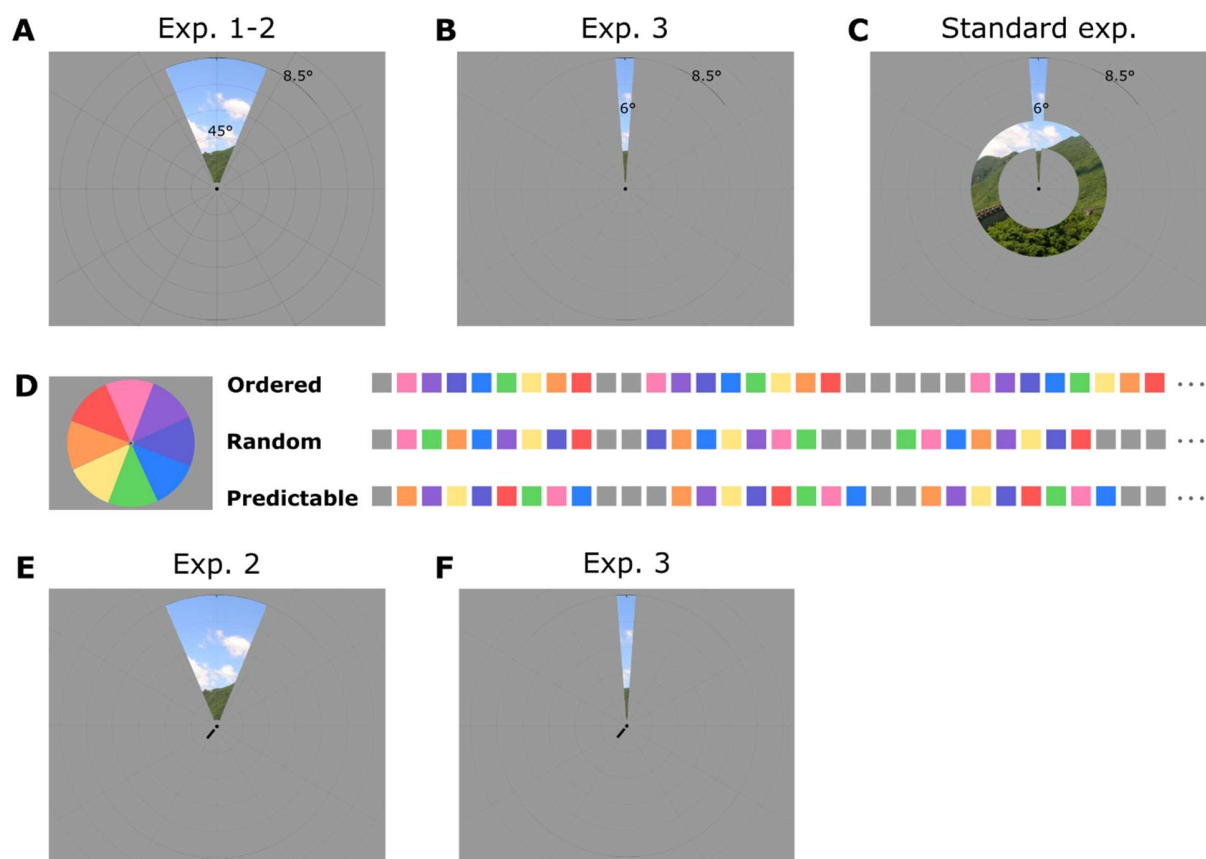 A Exp. 1-2
B Exp. 3
C Standard exp.
8.5°
45°
8.5°
6°
8.5°
6°
D
Ordered
Random
Predictable
E Exp. 2
F Exp. 3